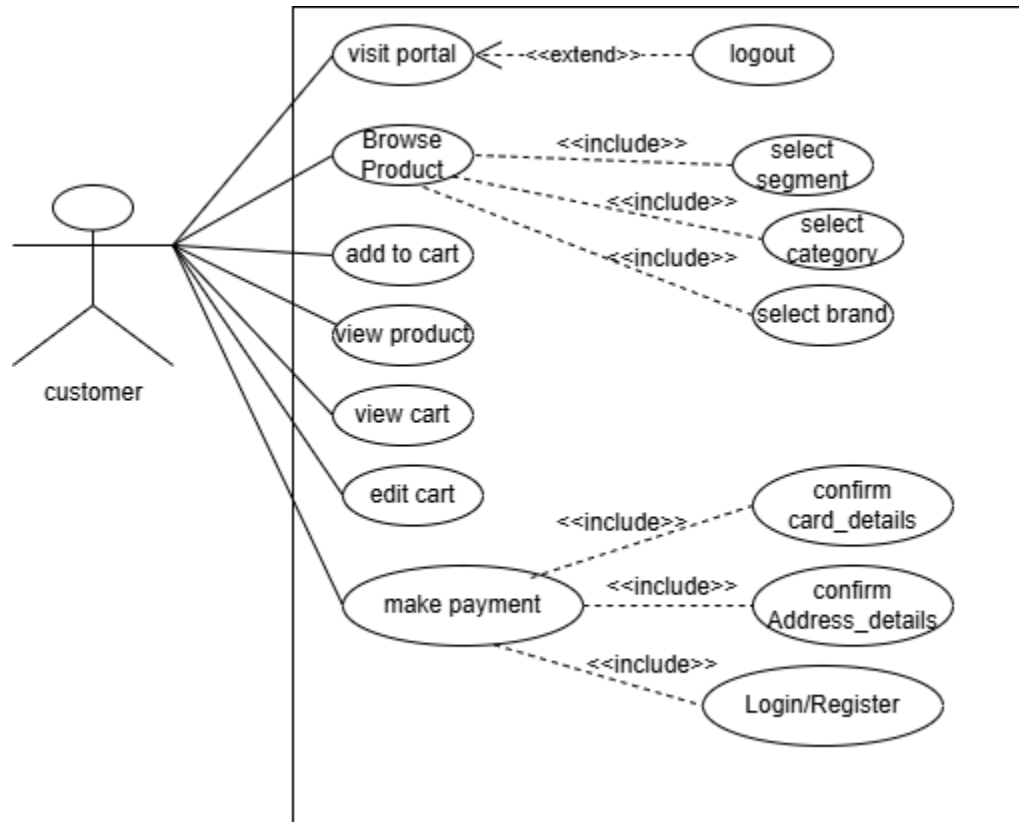 visit portal
<<extend>>
logout
Browse
Product
<<include>>
select
segment
<<include>>
select
category
add to cart
<<include>>
select brand
view product
customer
view cart
edit cart
<<include>>
confirm
card_details
make payment
<<include>>
confirm
Address_details
<<include>>
Login/Register